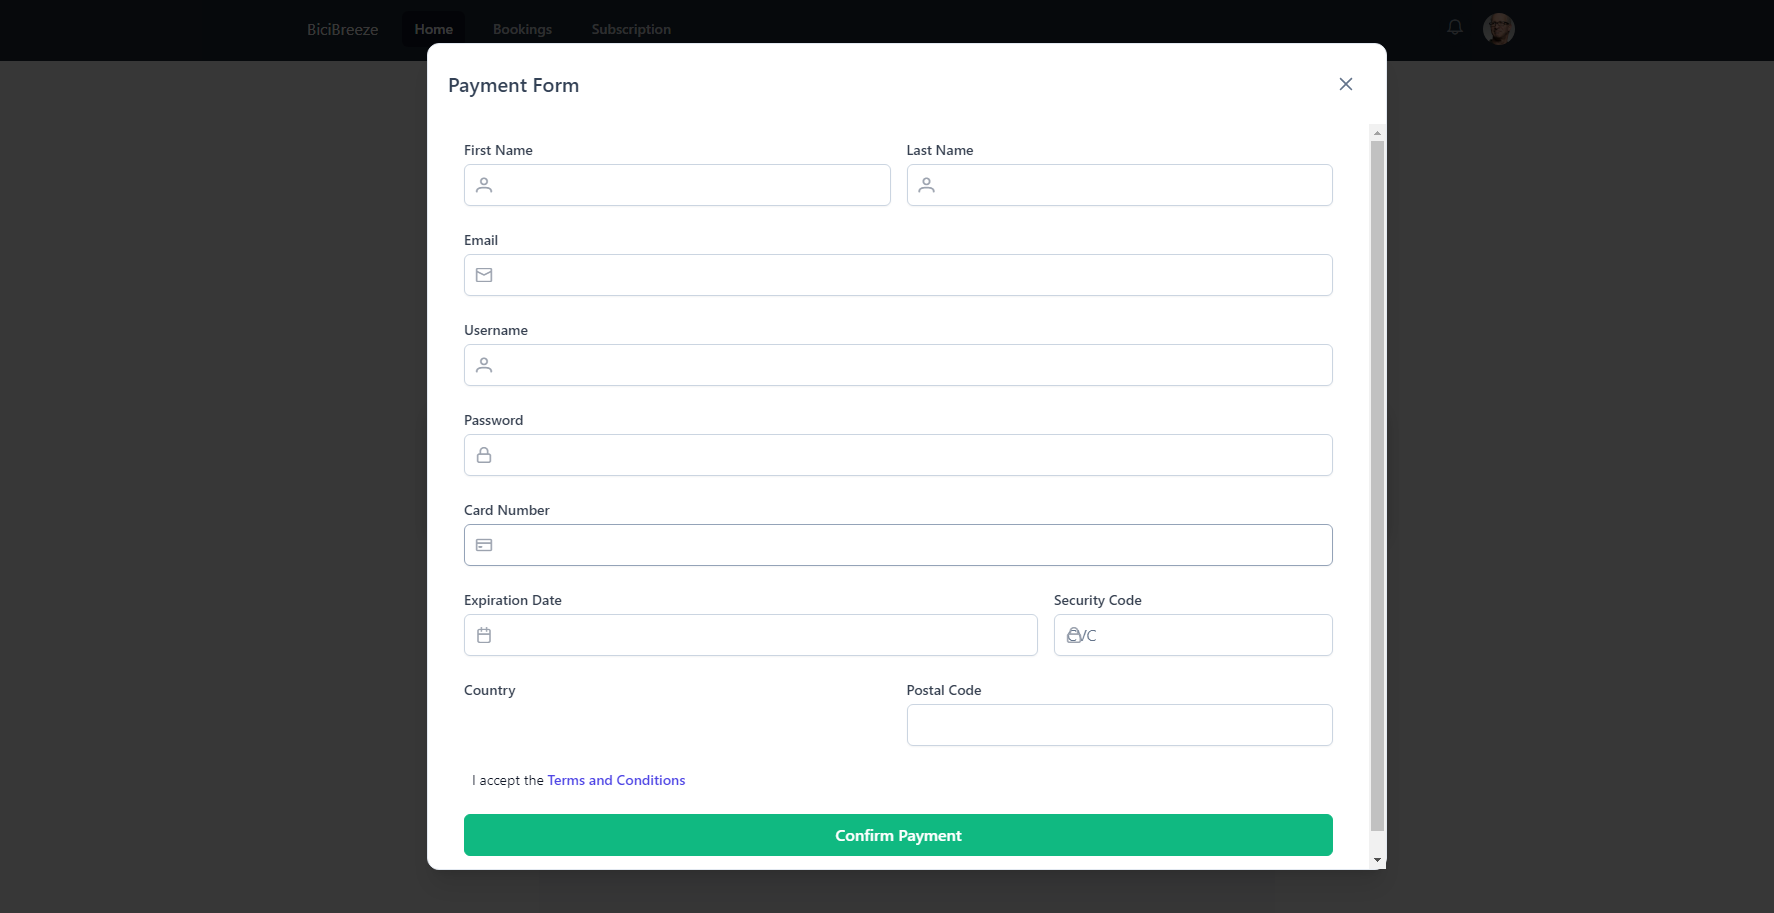 BiciBreeze Home Bookings Subscription
Payment Form
First Name Last Name
Email
Username
Password
Card Number
Expiration Date Security Code
CVC
Country Postal Code
I accept the Terms and Conditions
Confirm Payment